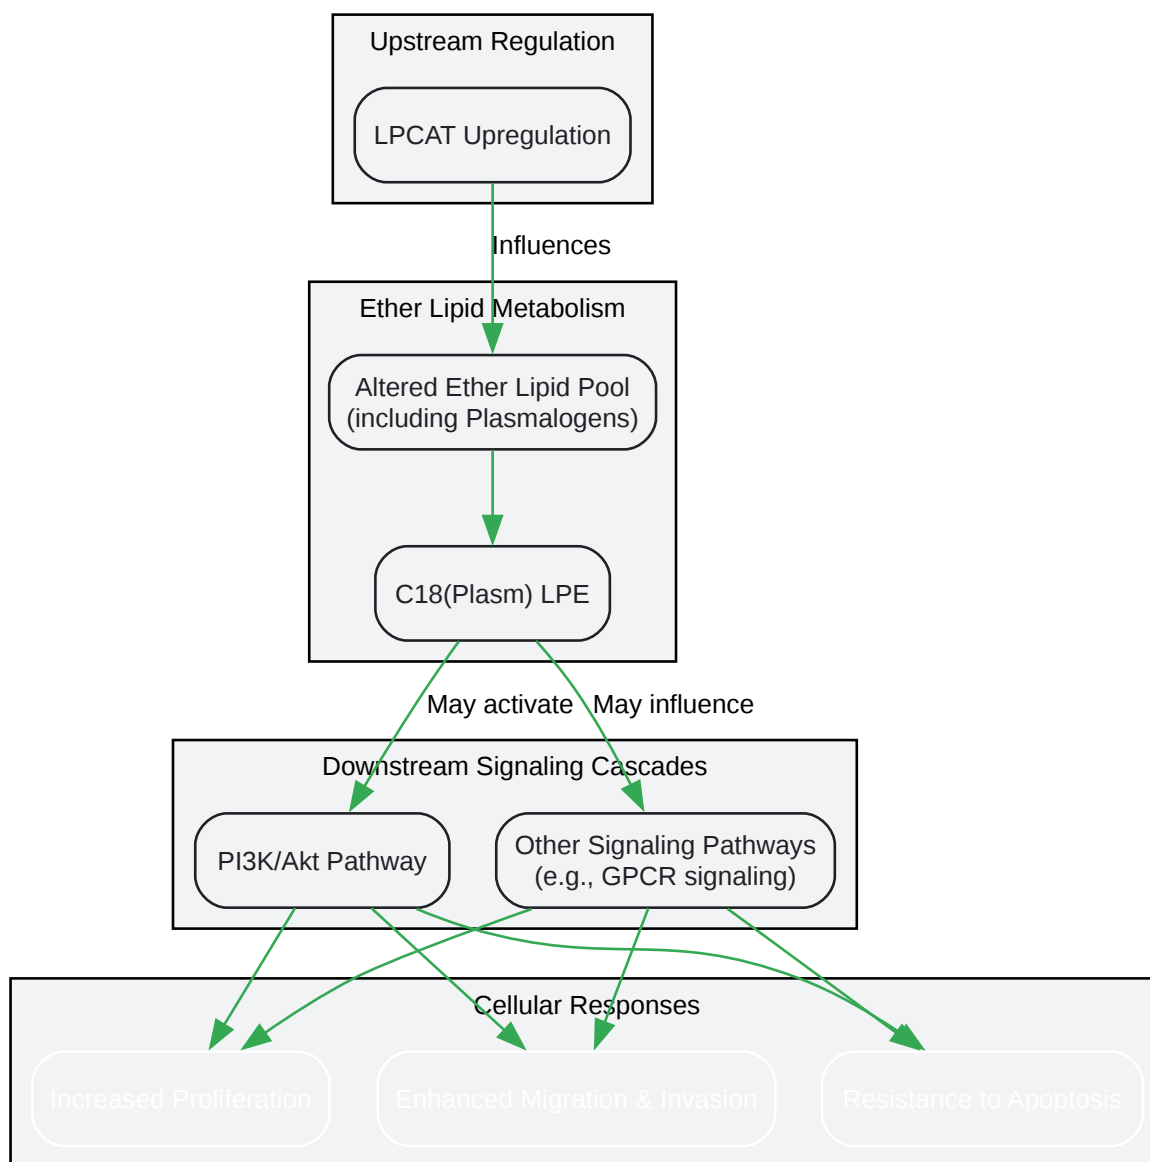 Upstream Regulation
LPCAT Upregulation
Influences
Ether Lipid Metabolism
Altered Ether Lipid Pool
(including Plasmalogens)
C18(Plasm) LPE
May activate
May influence
Downstream Signaling Cascades
PI3K/Akt Pathway
Other Signaling Pathways
(e.g., GPCR signaling)
Cellular Responses
Increased Proliferation
Enhanced Migration & Invasion
Resistance to Apoptosis